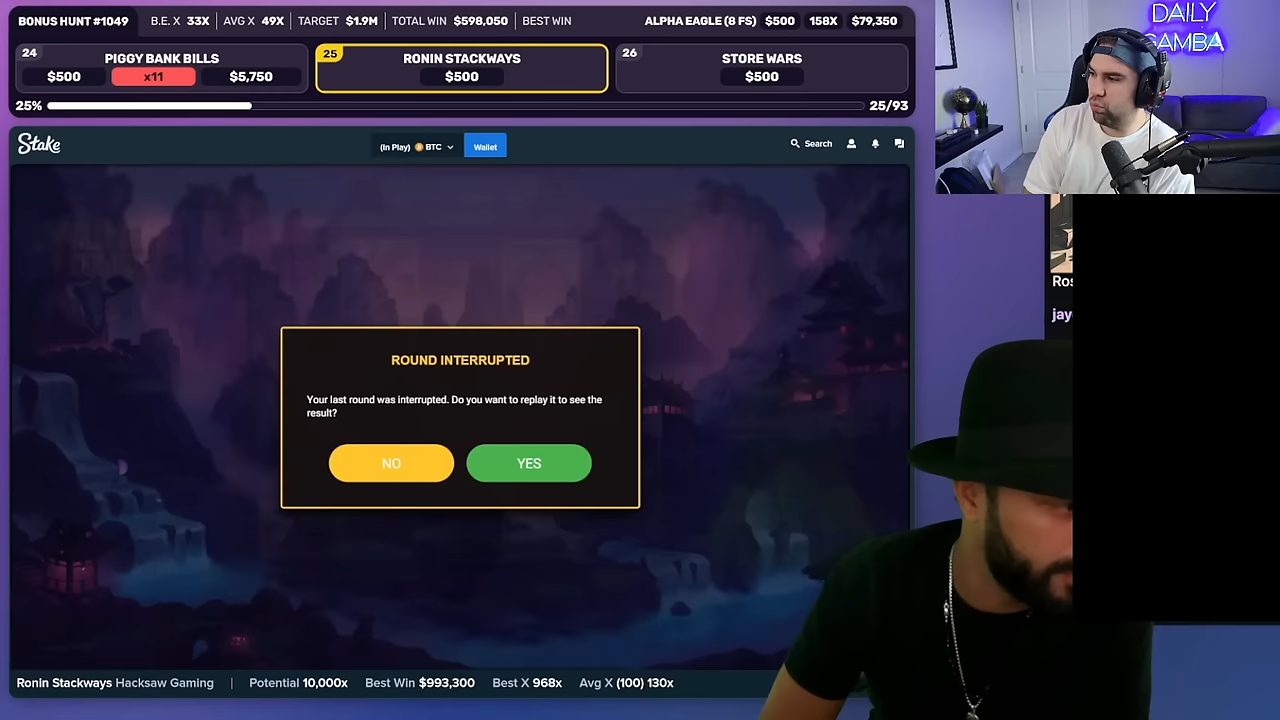 BONUS HUNT #1049
B.E. X 33X
AVG X 49X
TARGET $1.9M
TOTAL WIN $598,050
BEST WIN
ALPHA EAGLE (8 FS) $500 158X $79,350
24
PIGGY BANK BILLS
$500 x11 $5,750
25
RONIN STACKWAYS
$500
26
STORE WARS
$500
25%
25/93
DAILY
GAMBA
Stake
(In Play) BTC
Wallet
Search
ROUND INTERRUPTED
Your last round was interrupted. Do you want to replay it to see the
result?
NO
YES
Ros
jay
Ronin Stackways Hacksaw Gaming | Potential 10,000x Best Win $993,300 Best X 968x Avg X (100) 130x